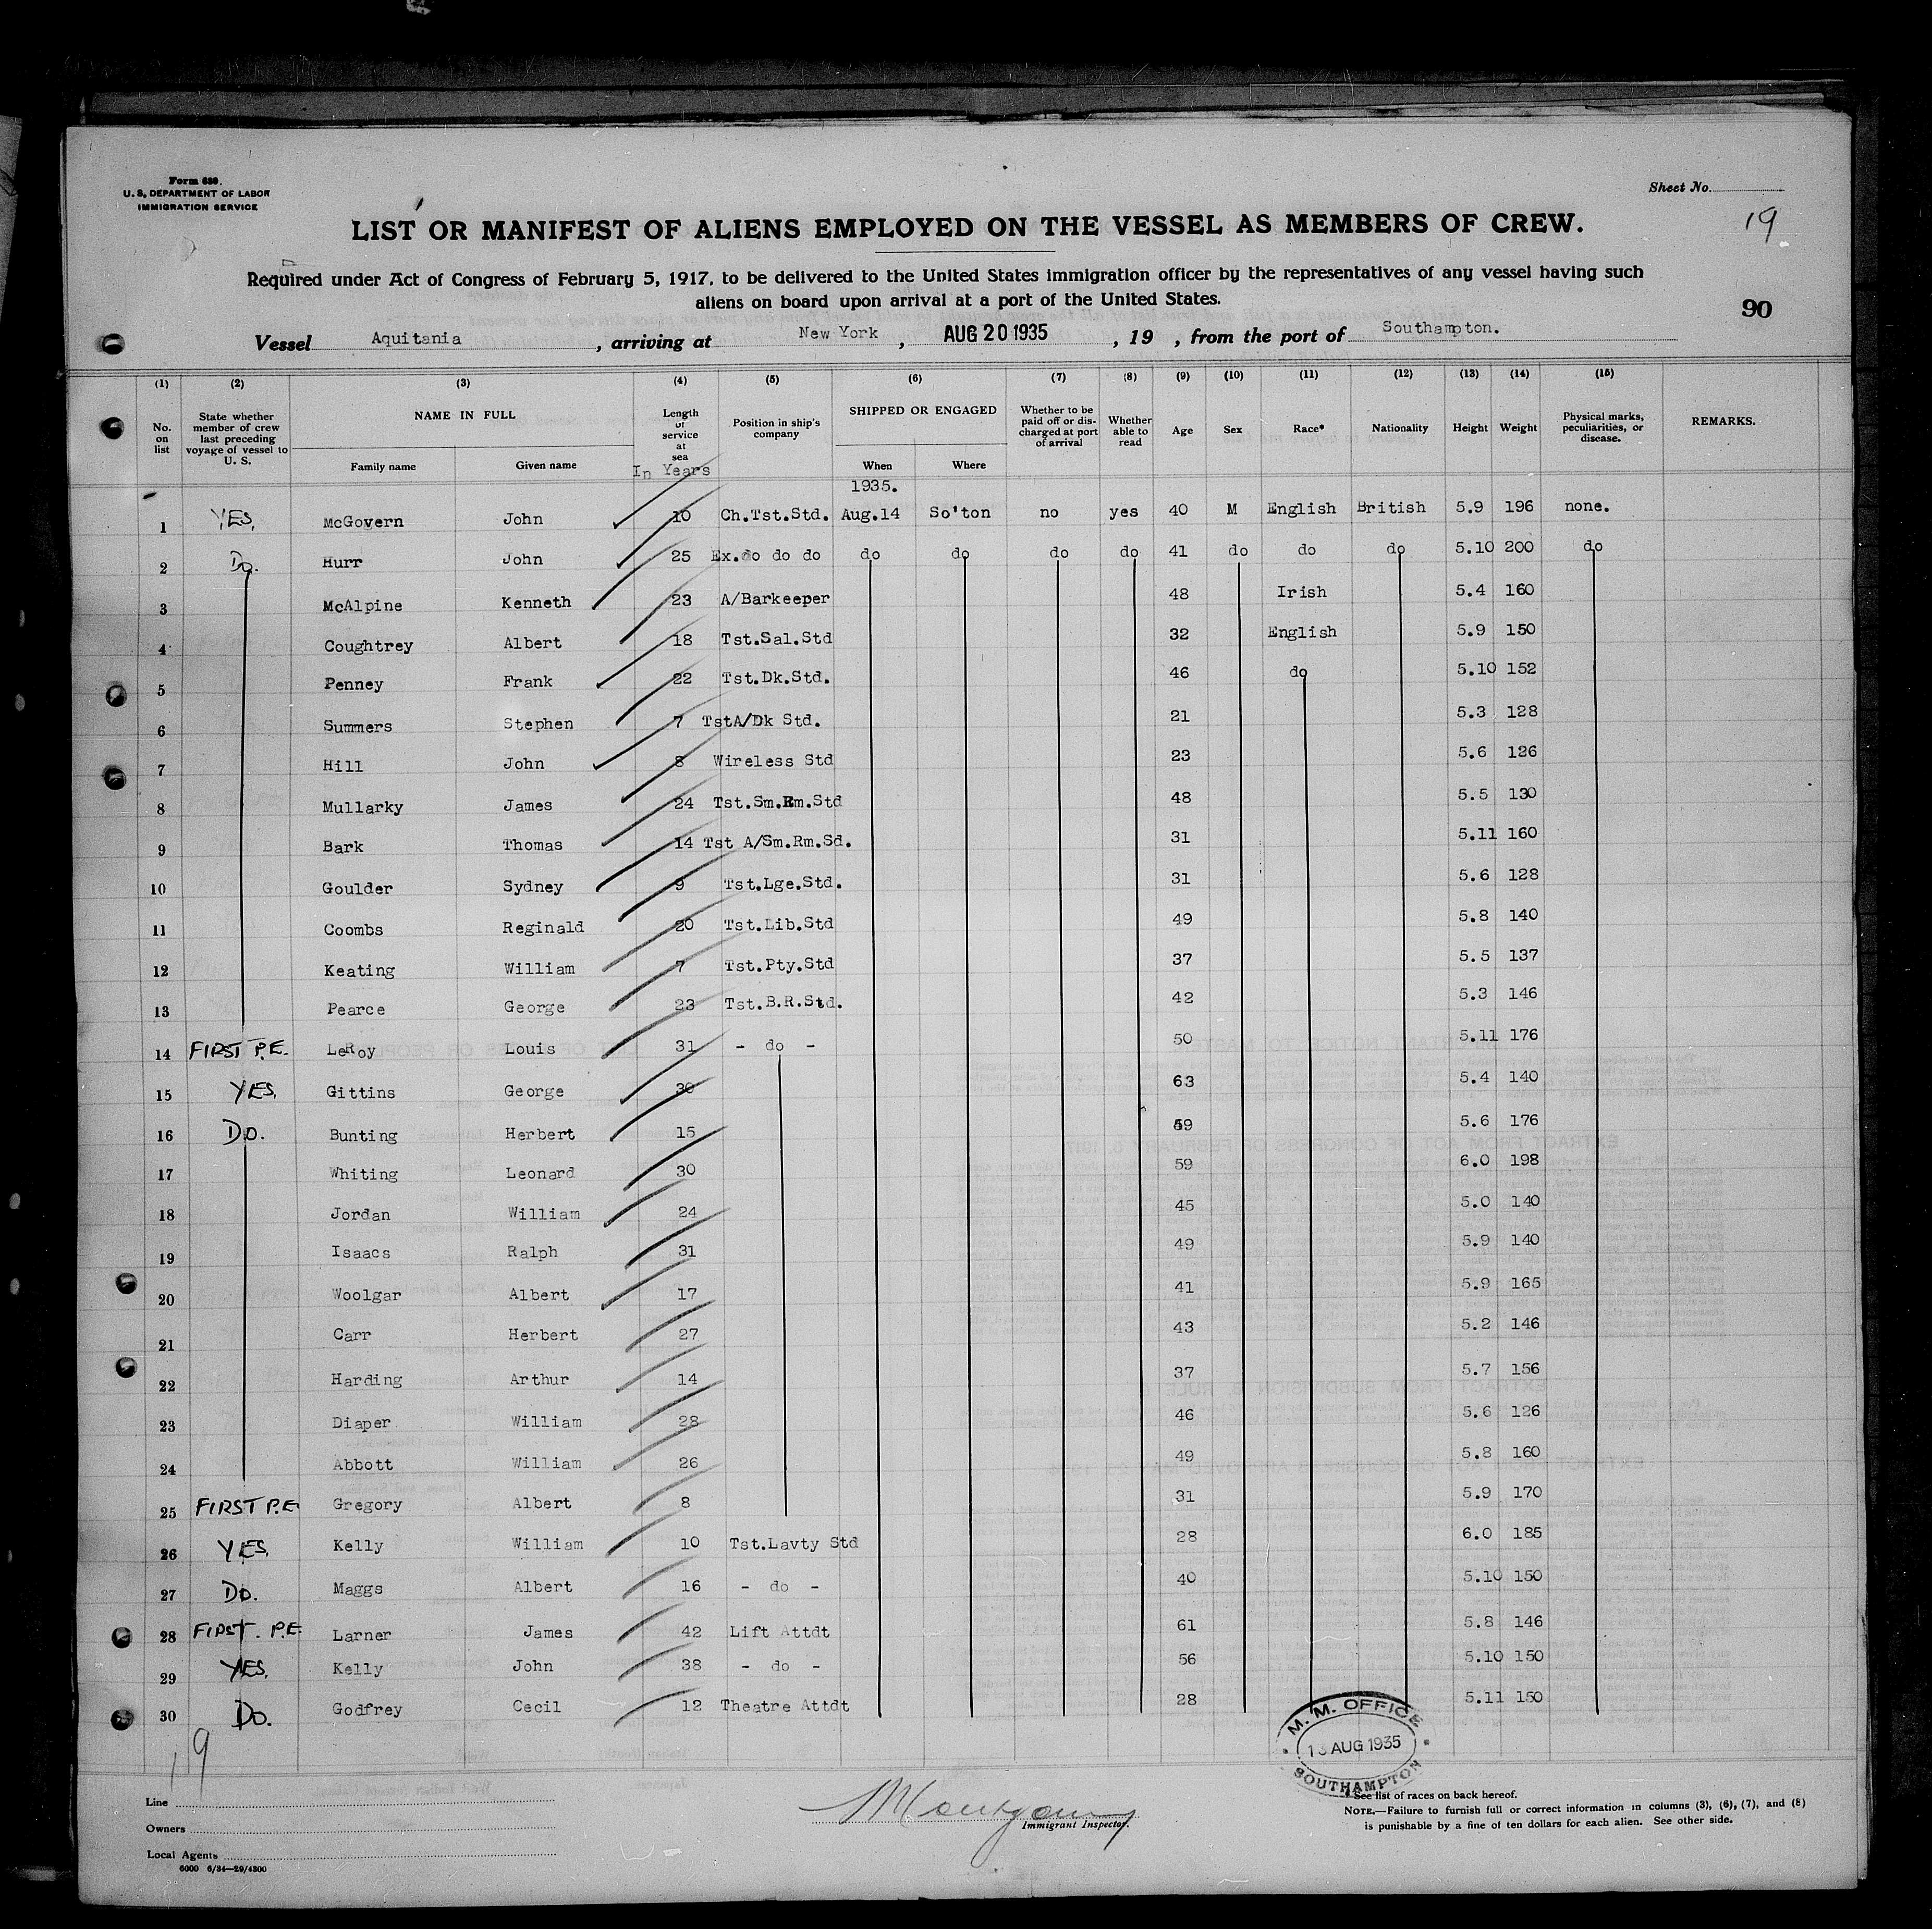 Form 680.
U. S. DEPARTMENT OF LABOR
IMMIGRATION SERVICE
Sheet No.
19
LIST OR MANIFEST OF ALIENS EMPLOYED ON THE VESSEL AS MEMBERS OF CREW.
Required under Act of Congress of February 5, 1917, to be delivered to the United States immigration officer by the representatives of any vessel having such
aliens on board upon arrival at a port of the United States.
90
Vessel Aquitania, arriving at New York, AUG 20 1935, 19 , from the port of Southampton.
(1) (2) (3) (4) (5) (6) (7) (8) (9) (10) (11) (12) (13) (14) (15)
No. on list
State whether member of crew last preceding voyage of vessel to U. S.
NAME IN FULL
Family name Given name
Length of service at sea
In Years
Position in ship's company
SHIPPED OR ENGAGED
When Where
1935.
Whether to be paid off or discharged at port of arrival
Whether able to read
Age
Sex
Race*
Nationality
Height
Weight
Physical marks, peculiarities, or disease.
REMARKS.
1 YES, McGovern John 10 Ch.Tst.Std. Aug.14 So'ton no yes 40 M English British 5.9 196 none.
2 Do. Hurr John 25 Ex.do do do do do do do 41 do do do 5.10 200 do
3 McAlpine Kenneth 23 A/Barkeeper 48 Irish 5.4 160
4 Coughtrey Albert 18 Tst.Sal.Std 32 English 5.9 150
5 Penney Frank 22 Tst.Dk.Std. 46 do 5.10 152
6 Summers Stephen 7 TstA/Dk Std. 21 5.3 128
7 Hill John 8 Wireless Std 23 5.6 126
8 Mullarky James 24 Tst.Sm.Rm.Std 48 5.5 130
9 Bark Thomas 14 Tst A/Sm.Rm.Sd. 31 5.11 160
10 Goulder Sydney 9 Tst.Lge.Std. 31 5.6 128
11 Coombs Reginald 20 Tst.Lib.Std 49 5.8 140
12 Keating William 7 Tst.Pty.Std 37 5.5 137
13 Pearce George 23 Tst.B.R.Std. 42 5.3 146
14 FIRST P.E. LeRoy Louis 31 - do - 50 5.11 176
15 YES, Gittins George 30 63 5.4 140
16 Do. Bunting Herbert 15 59 5.6 176
17 Whiting Leonard 30 59 6.0 198
18 Jordan William 24 45 5.0 140
19 Isaacs Ralph 31 49 5.9 140
20 Woolgar Albert 17 41 5.9 165
21 Carr Herbert 27 43 5.2 146
22 Harding Arthur 14 37 5.7 156
23 Diaper William 28 46 5.6 126
24 Abbott William 26 49 5.8 160
25 FIRST P.E Gregory Albert 8 31 5.9 170
26 YES, Kelly William 10 Tst.Lavty Std 28 6.0 185
27 Do. Maggs Albert 16 - do - 40 5.10 150
28 FIRST. P.E. Larner James 42 Lift Attdt 61 5.8 146
29 YES, Kelly John 38 - do - 56 5.10 150
30 Do. Godfrey Cecil 12 Theatre Attdt 28 5.11 150
19
M. M. OFFICE
13 AUG 1935
SOUTHAMPTON
Line
Owners
Local Agents
6000 6/34—29/4300
Immigrant Inspector.
*See list of races on back hereof.
NOTE.—Failure to furnish full or correct information in columns (3), (6), (7), and (8)
is punishable by a fine of ten dollars for each alien. See other side.